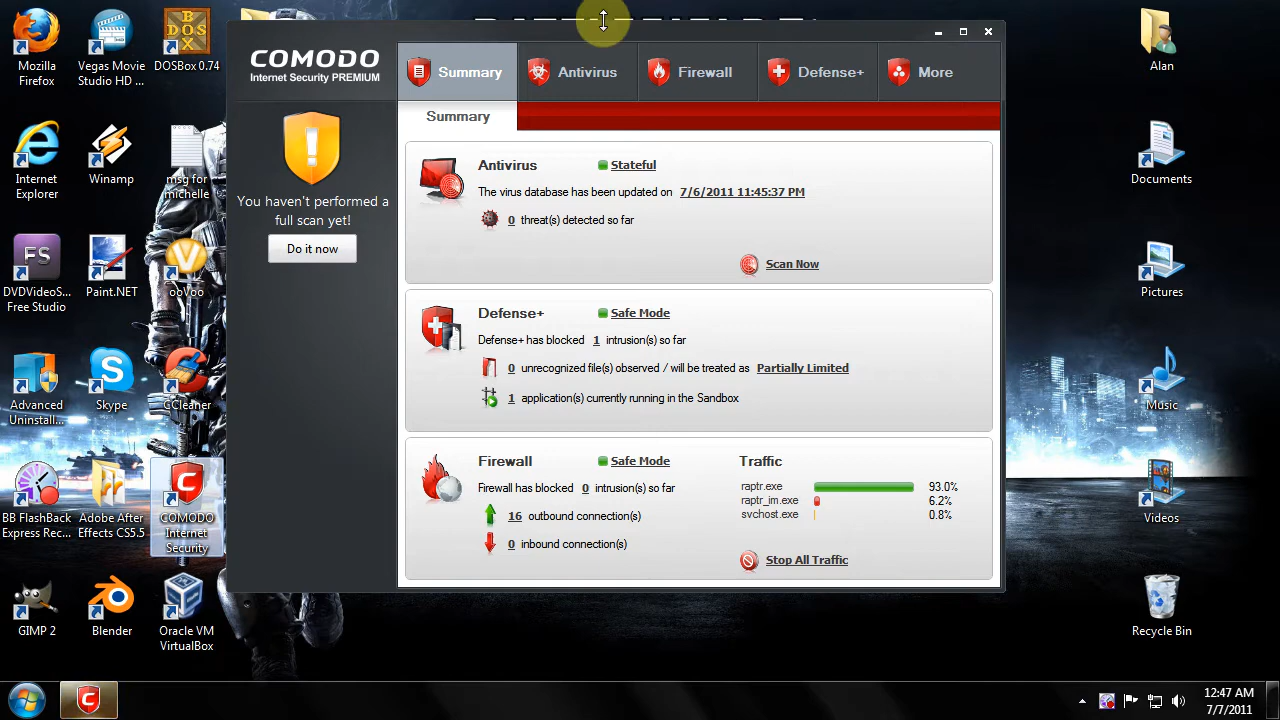 Mozilla
Firefox
Vegas Movie
Studio HD ...
DOS
BOX
DOSBox 0.74
Internet
Explorer
Winamp
msg for
michelle
FS
DVDVideoS...
Free Studio
Paint.NET
ooVoo
Advanced
Uninstall...
Skype
CCleaner
BB FlashBack
Express Rec...
Adobe After
Effects CS5.5
COMODO
Internet
Security
GIMP 2
Blender
Oracle VM
VirtualBox
COMODO
Internet Security PREMIUM
Summary
Antivirus
Firewall
Defense+
More
Summary
You haven't performed a
full scan yet!
Do it now
Antivirus Stateful
The virus database has been updated on 7/6/2011 11:45:37 PM
0 threat(s) detected so far
Scan Now
Defense+ Safe Mode
Defense+ has blocked 1 intrusion(s) so far
0 unrecognized file(s) observed / will be treated as Partially Limited
1 application(s) currently running in the Sandbox
Firewall Safe Mode
Firewall has blocked 0 intrusion(s) so far
16 outbound connection(s)
0 inbound connection(s)
Traffic
raptr.exe 93.0%
raptr_im.exe 6.2%
svchost.exe 0.8%
Stop All Traffic
Alan
Documents
Pictures
Music
Videos
Recycle Bin
12:47 AM
7/7/2011